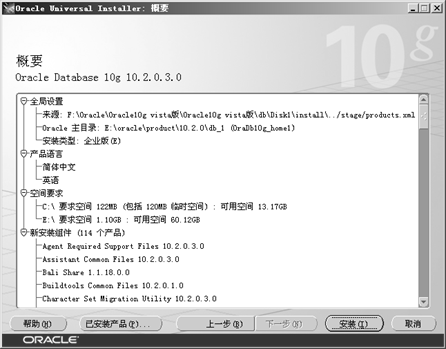 Oracle Universal Installer: 概要
10g
概要
Oracle Database 10g 10.2.0.3.0
全局设置
来源: F:\Oracle\Oracle10g vista版\Oracle10g vista版\db\Disk1\install\../stage/products.xml
Oracle 主目录: E:\oracle\product\10.2.0\db_1 (OraDb10g_home1)
安装类型: 企业版(E)
产品语言
简体中文
英语
空间要求
C:\ 要求空间 122MB (包括 120MB 临时空间) : 可用空间 13.17GB
E:\ 要求空间 1.10GB : 可用空间 60.12GB
新安装组件 (114 个产品)
Agent Required Support Files 10.2.0.3.0
Assistant Common Files 10.2.0.3.0
Bali Share 1.1.18.0.0
Buildtools Common Files 10.2.0.1.0
Character Set Migration Utility 10.2.0.3.0
帮助(H) 已安装产品(P)... 上一步(B) 下一步(N) 安装(I) 取消
ORACLE